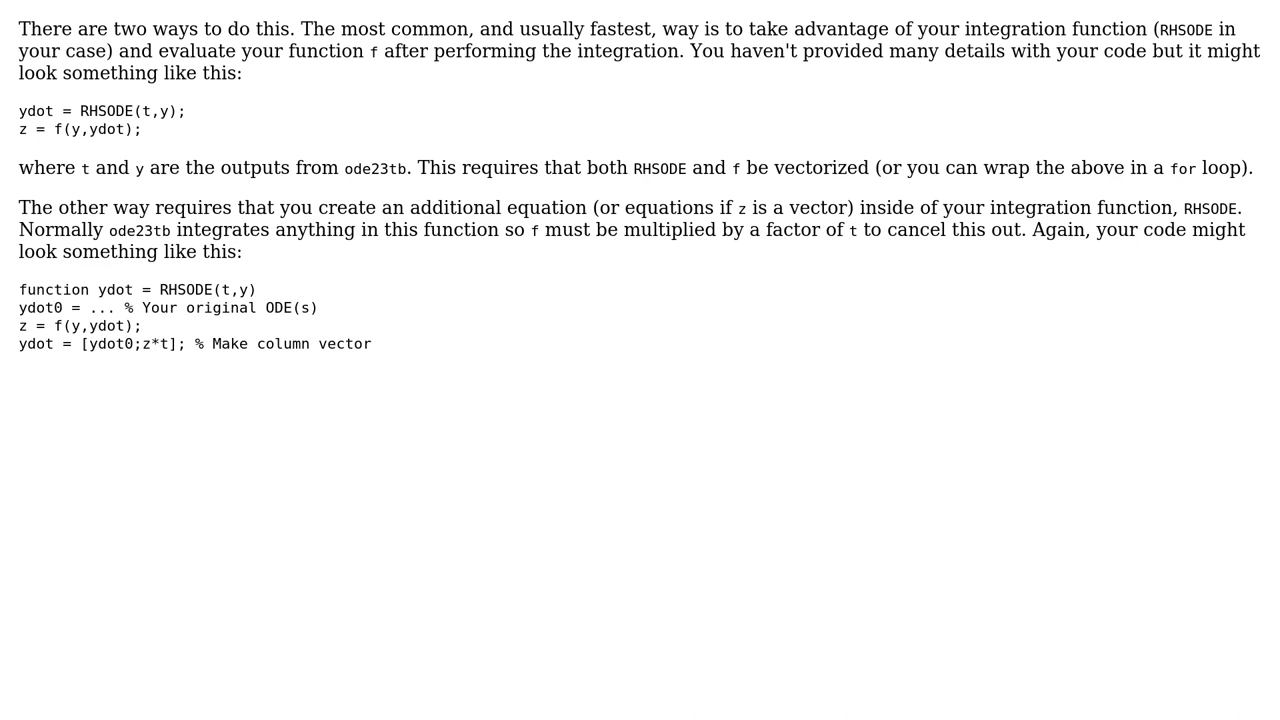 There are two ways to do this. The most common, and usually fastest, way is to take advantage of your integration function (RHSODE in
your case) and evaluate your function f after performing the integration. You haven't provided many details with your code but it might
look something like this:
ydot = RHSODE(t,y);
z = f(y,ydot);
where t and y are the outputs from ode23tb. This requires that both RHSODE and f be vectorized (or you can wrap the above in a for loop).
The other way requires that you create an additional equation (or equations if z is a vector) inside of your integration function, RHSODE.
Normally ode23tb integrates anything in this function so f must be multiplied by a factor of t to cancel this out. Again, your code might
look something like this:
function ydot = RHSODE(t,y)
ydot0 = ... % Your original ODE(s)
z = f(y,ydot);
ydot = [ydot0;z*t]; % Make column vector